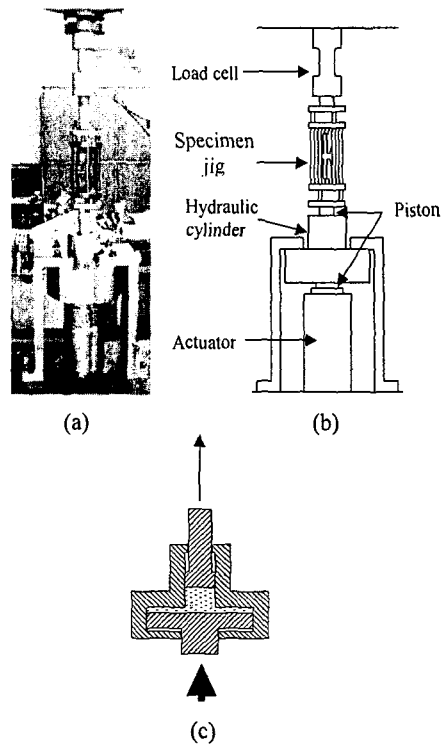 Load cell
Specimen
jig
Hydraulic
cylinder
Piston
Actuator
(a)
(b)
(c)